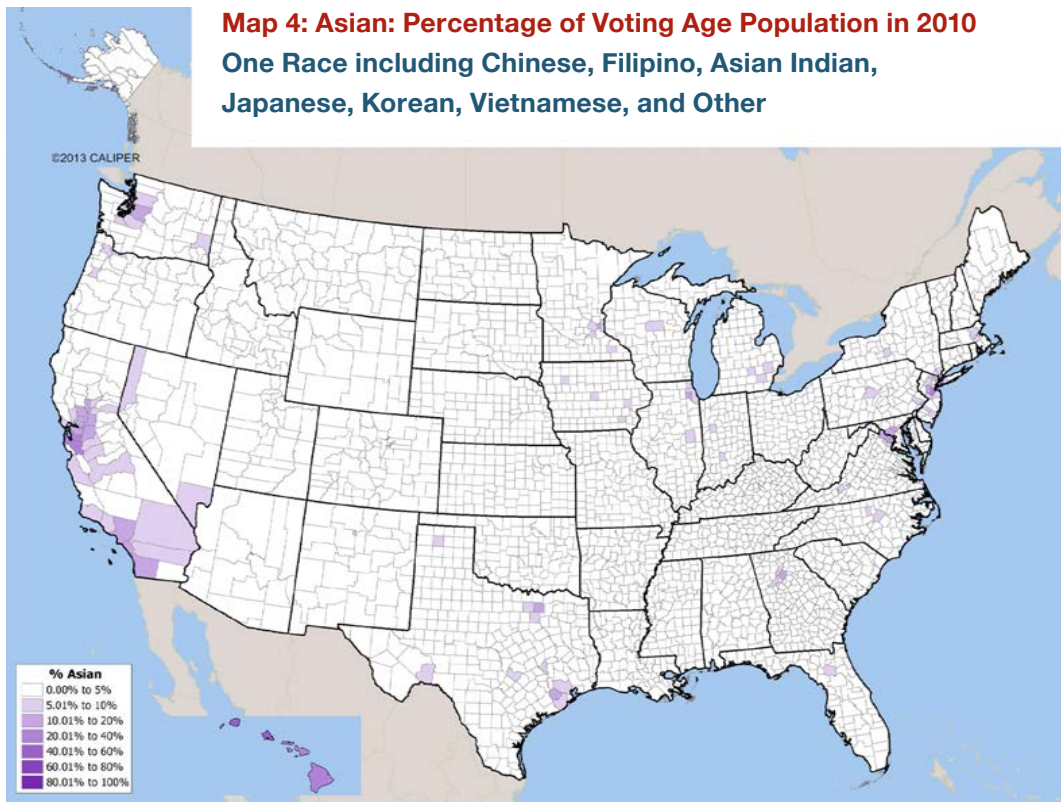 Map 4: Asian: Percentage of Voting Age Population in 2010
One Race including Chinese, Filipino, Asian Indian,
Japanese, Korean, Vietnamese, and Other
©2013 CALIPER
% Asian
0.00% to 5%
5.01% to 10%
10.01% to 20%
20.01% to 40%
40.01% to 60%
60.01% to 80%
80.01% to 100%